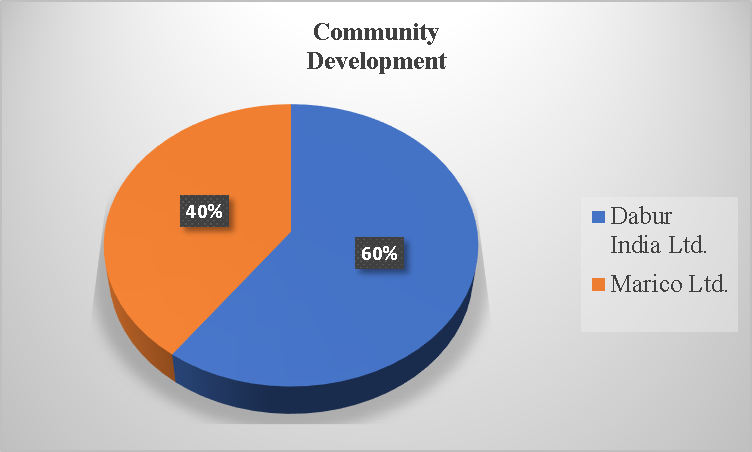 Community
Development
40%
60%
Dabur
India Ltd.
Marico Ltd.